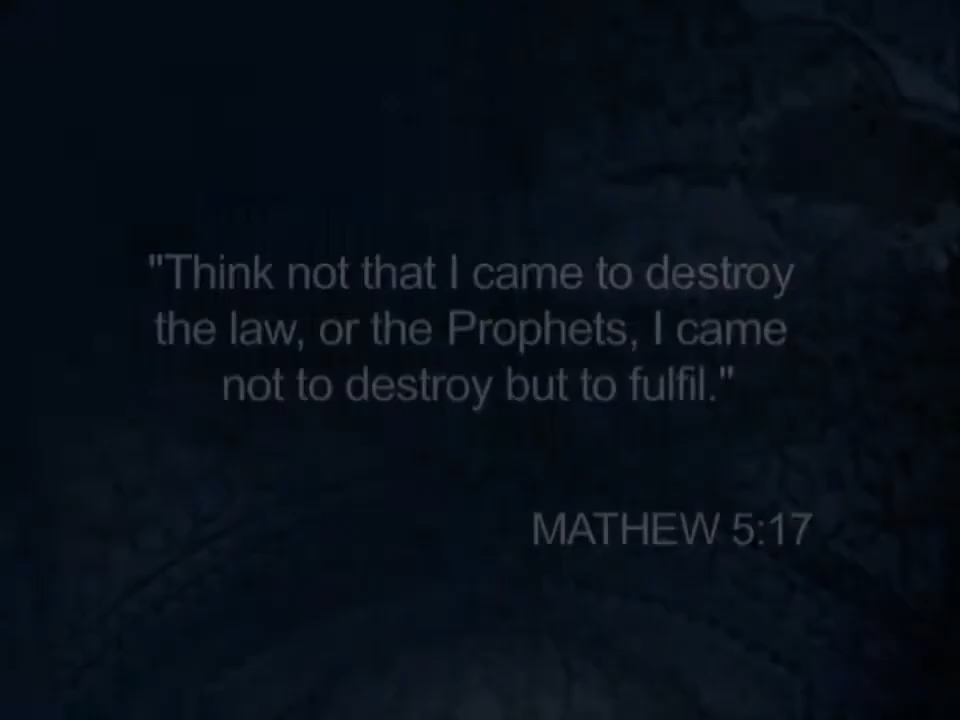 "Think not that I came to destroy
the law, or the Prophets, I came
not to destroy but to fulfil."
MATHEW 5:17